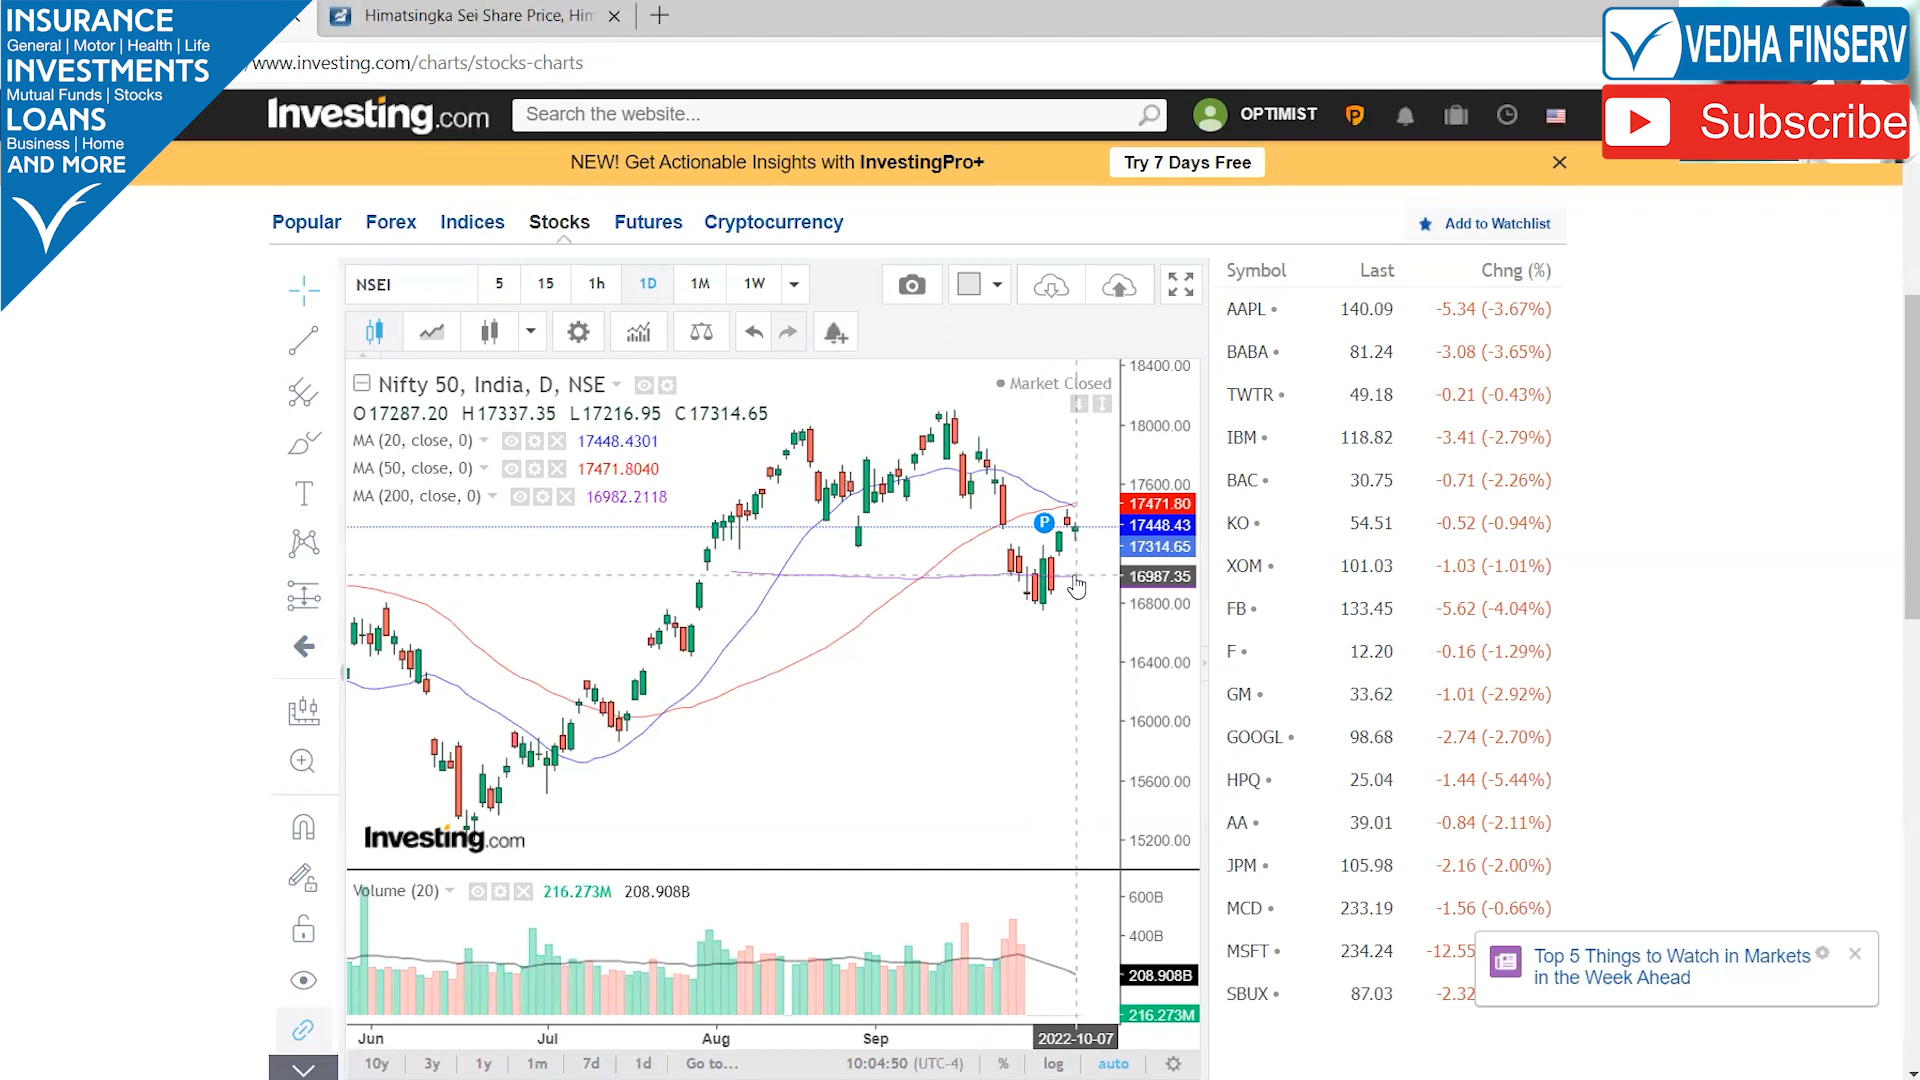 INSURANCE
General | Motor | Health | Life
INVESTMENTS
Mutual Funds | Stocks
LOANS
Business | Home
AND MORE
Himatsingka Sei Share Price, Him
www.investing.com/charts/stocks-charts
VEDHA FINSERV
Subscribe
Investing.com
Search the website...
OPTIMIST
NEW! Get Actionable Insights with InvestingPro+
Try 7 Days Free
Popular Forex Indices Stocks Futures Cryptocurrency
Add to Watchlist
NSEI 5 15 1h 1D 1M 1W
Nifty 50, India, D, NSE
Market Closed
O17287.20 H17337.35 L17216.95 C17314.65
MA (20, close, 0) 17448.4301
MA (50, close, 0) 17471.8040
MA (200, close, 0) 16982.2118
P
18400.00
18000.00
17600.00
17471.80
17448.43
17314.65
16987.35
16800.00
16400.00
16000.00
15600.00
15200.00
Investing.com
Volume (20) 216.273M 208.908B
600B
400B
208.908B
216.273M
Jun Jul Aug Sep 2022-10-07
10y 3y 1y 1m 7d 1d Go to... 10:04:50 (UTC-4) % log auto
Symbol Last Chng (%)
AAPL 140.09 -5.34 (-3.67%)
BABA 81.24 -3.08 (-3.65%)
TWTR 49.18 -0.21 (-0.43%)
IBM 118.82 -3.41 (-2.79%)
BAC 30.75 -0.71 (-2.26%)
KO 54.51 -0.52 (-0.94%)
XOM 101.03 -1.03 (-1.01%)
FB 133.45 -5.62 (-4.04%)
F 12.20 -0.16 (-1.29%)
GM 33.62 -1.01 (-2.92%)
GOOGL 98.68 -2.74 (-2.70%)
HPQ 25.04 -1.44 (-5.44%)
AA 39.01 -0.84 (-2.11%)
JPM 105.98 -2.16 (-2.00%)
MCD 233.19 -1.56 (-0.66%)
MSFT 234.24 -12.55
SBUX 87.03 -2.32
Top 5 Things to Watch in Markets
in the Week Ahead